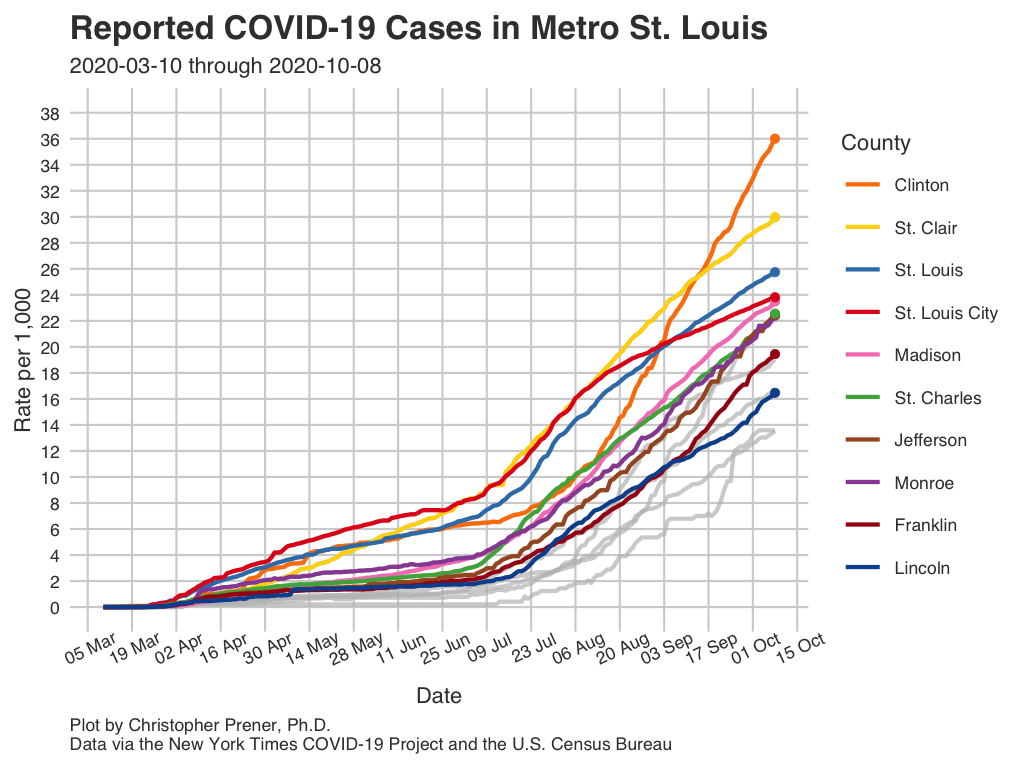 Reported COVID-19 Cases in Metro St. Louis
2020-03-10 through 2020-10-08
Rate per 1,000
38
36
34
32
30
28
26
24
22
20
18
16
14
12
10
8
6
4
2
0
05 Mar
19 Mar
02 Apr
16 Apr
30 Apr
14 May
28 May
11 Jun
25 Jun
09 Jul
23 Jul
06 Aug
20 Aug
03 Sep
17 Sep
01 Oct
15 Oct
Date
County
Clinton
St. Clair
St. Louis
St. Louis City
Madison
St. Charles
Jefferson
Monroe
Franklin
Lincoln
Plot by Christopher Prener, Ph.D.
Data via the New York Times COVID-19 Project and the U.S. Census Bureau